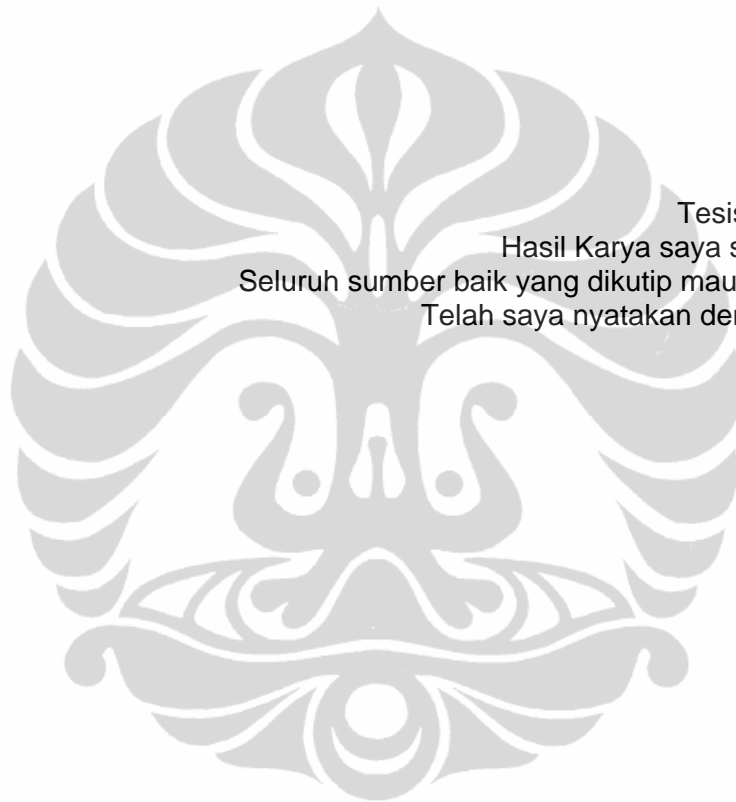 Tesis
Hasil Karya saya s
Seluruh sumber baik yang dikutip mau
Telah saya nyatakan der